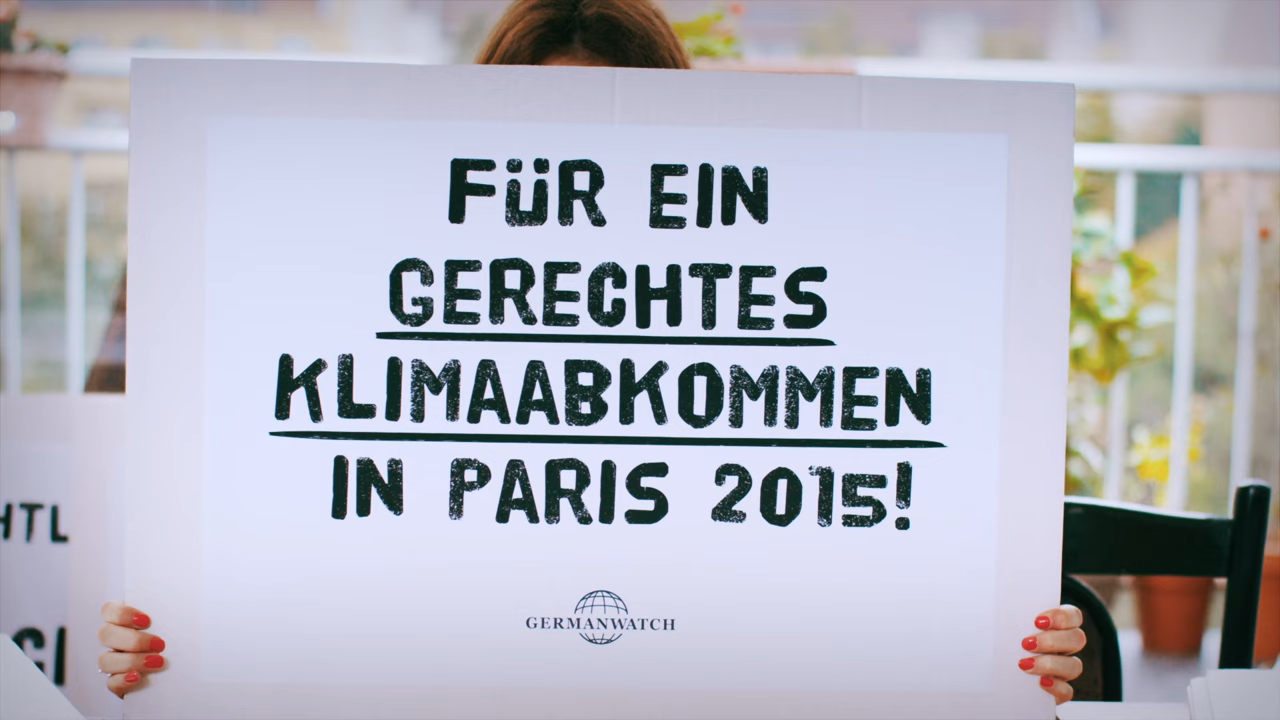 FÜR EIN
GERECHTES
KLIMAABKOMMEN
IN PARIS 2015!
GERMANWATCH